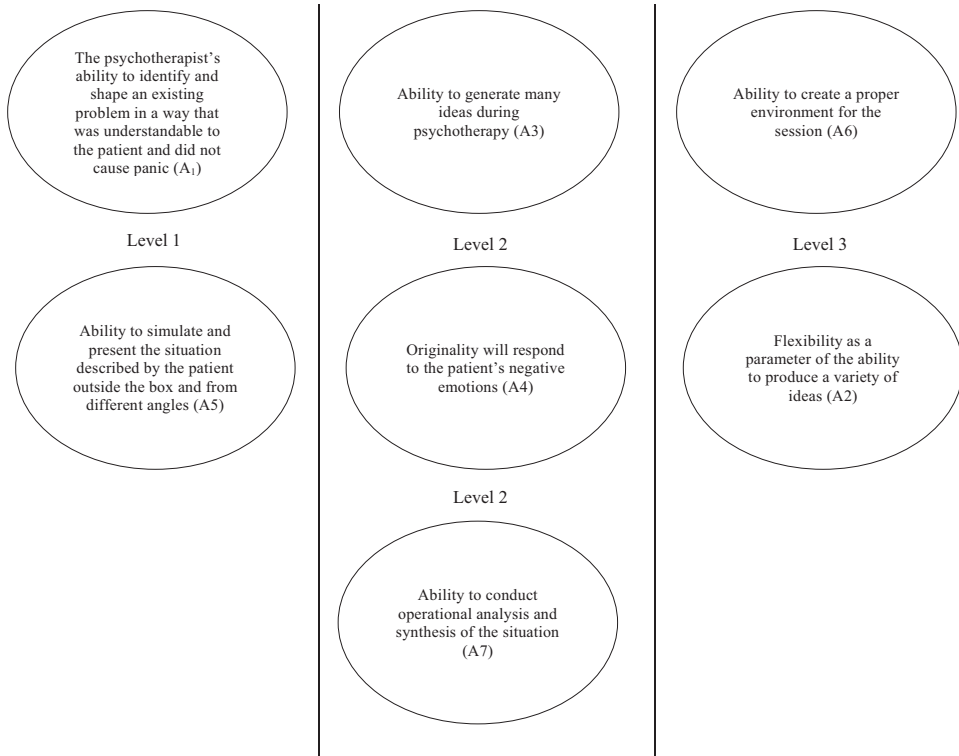 The psychotherapist's
ability to identify and
shape an existing
problem in a way that
was understandable to
the patient and did not
cause panic (A₁)
Level 1
Ability to simulate and
present the situation
described by the patient
outside the box and from
different angles (A5)
Ability to generate many
ideas during
psychotherapy (A3)
Level 2
Originality will respond
to the patient's negative
emotions (A4)
Level 2
Ability to conduct
operational analysis and
synthesis of the situation
(A7)
Ability to create a proper
environment for the
session (A6)
Level 3
Flexibility as a
parameter of the ability
to produce a variety of
ideas (A2)